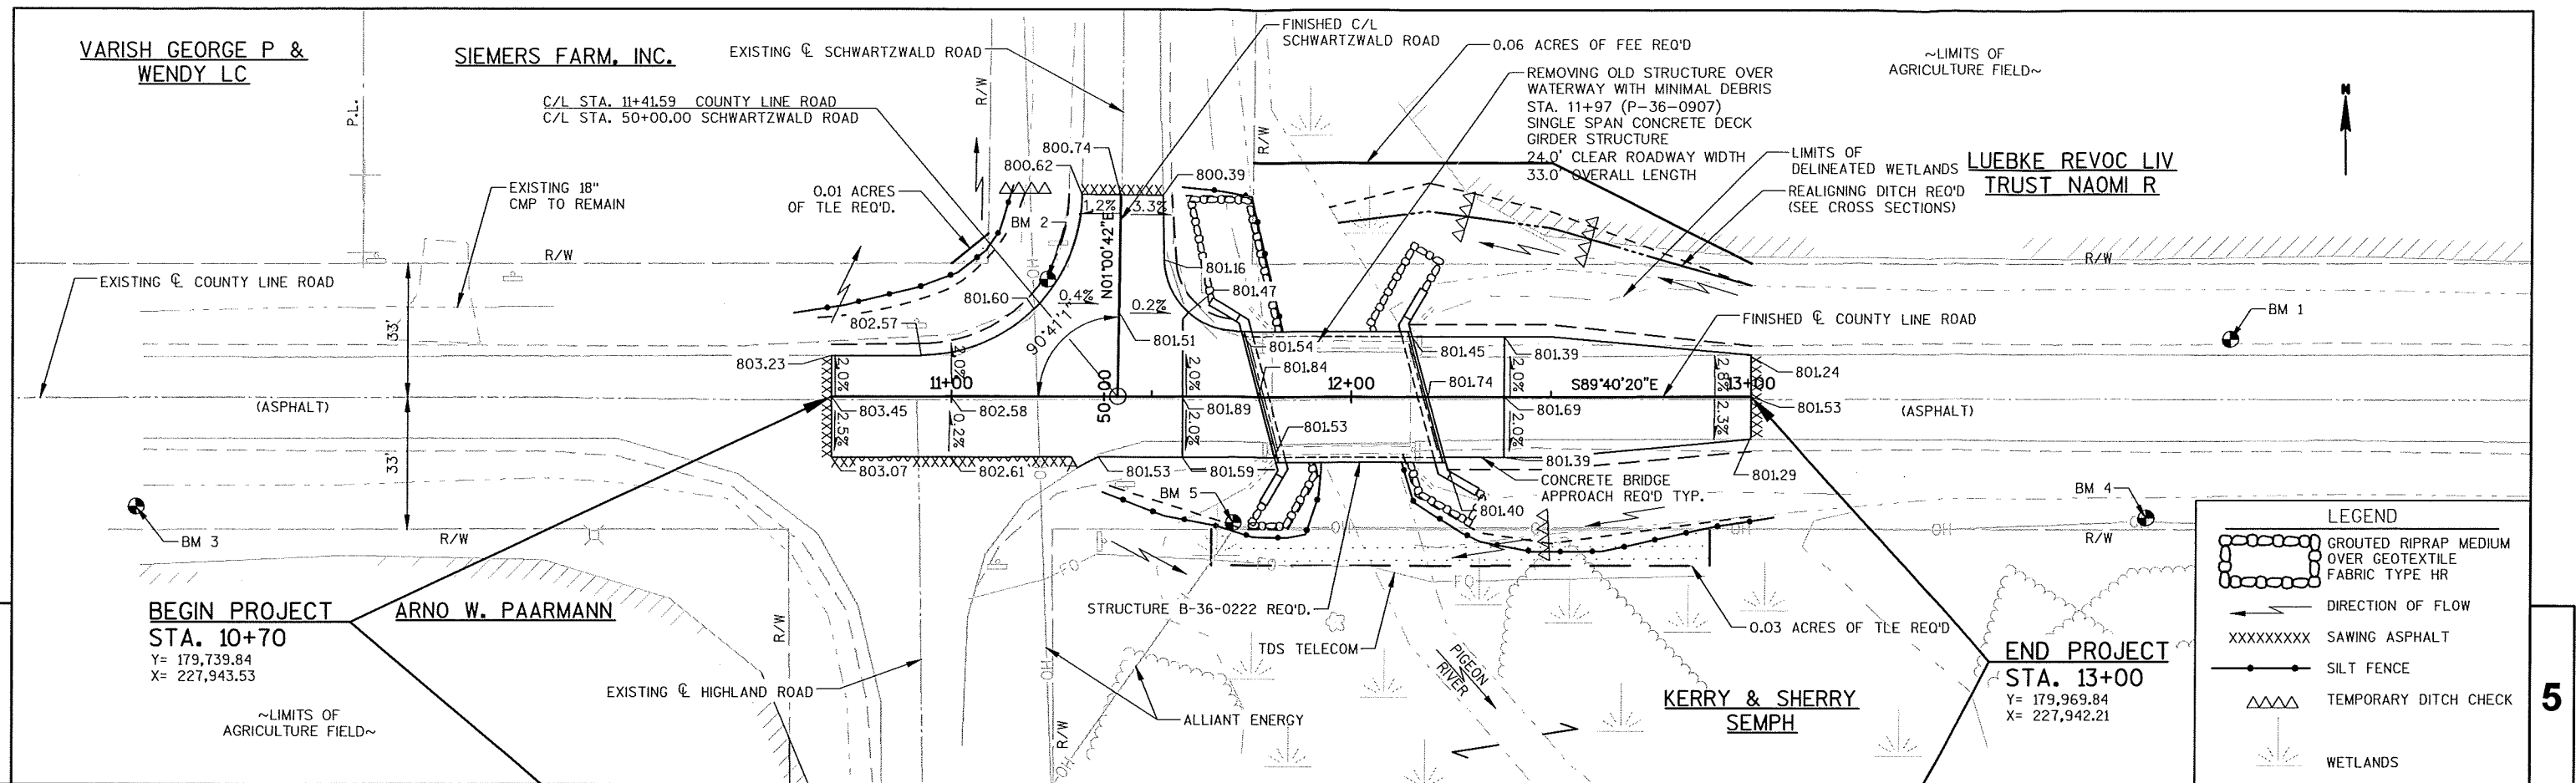 VARISH GEORGE P &
WENDY LC
SIEMERS FARM, INC.
EXISTING ℄ SCHWARTZWALD ROAD
FINISHED C/L
SCHWARTZWALD ROAD
0.06 ACRES OF FEE REQ'D
~LIMITS OF
AGRICULTURE FIELD~
C/L STA. 11+41.59 COUNTY LINE ROAD
C/L STA. 50+00.00 SCHWARTZWALD ROAD
REMOVING OLD STRUCTURE OVER
WATERWAY WITH MINIMAL DEBRIS
STA. 11+97 (P-36-0907)
SINGLE SPAN CONCRETE DECK
GIRDER STRUCTURE
24.0' CLEAR ROADWAY WIDTH
33.0' OVERALL LENGTH
N
P.L.
R/W
R/W
800.74
800.62
800.39
LIMITS OF
DELINEATED WETLANDS
LUEBKE REVOC LIV
TRUST NAOMI R
REALIGNING DITCH REQ'D
(SEE CROSS SECTIONS)
EXISTING 18"
CMP TO REMAIN
0.01 ACRES
OF TLE REQ'D.
BM 2
1.2%
3.3%
N01°00'42"E
R/W
R/W
EXISTING ℄ COUNTY LINE ROAD
33'
OH
801.16
801.47
801.60
0.4%
0.2%
802.57
90°41'1"
801.51
FINISHED ℄ COUNTY LINE ROAD
BM 1
803.23
2.0%
2.0%
2.0%
801.54
801.84
801.45
801.74
801.39
2.0%
2.8%
801.24
11+00
12+00
S89°40'20"E
13+00
(ASPHALT)
50+00
803.45
802.58
801.89
801.69
801.53
(ASPHALT)
2.5%
0.2%
2.0%
801.53
2.0%
2.3%
33'
803.07
802.61
801.53
801.59
801.39
CONCRETE BRIDGE
APPROACH REQ'D TYP.
801.29
801.40
BM 5
BM 4
BM 3
R/W
OH
OH
OH
OH
R/W
FO
FO
FO
LEGEND
GROUTED RIPRAP MEDIUM
OVER GEOTEXTILE
FABRIC TYPE HR
DIRECTION OF FLOW
XXXXXXXXX SAWING ASPHALT
SILT FENCE
TEMPORARY DITCH CHECK
WETLANDS
BEGIN PROJECT
STA. 10+70
Y= 179,739.84
X= 227,943.53
ARNO W. PAARMANN
R/W
STRUCTURE B-36-0222 REQ'D.
TDS TELECOM
0.03 ACRES OF TLE REQ'D
PIGEON
RIVER
END PROJECT
STA. 13+00
Y= 179,969.84
X= 227,942.21
OH
EXISTING ℄ HIGHLAND ROAD
KERRY & SHERRY
SEMPH
~LIMITS OF
AGRICULTURE FIELD~
ALLIANT ENERGY
R/W
OH
5